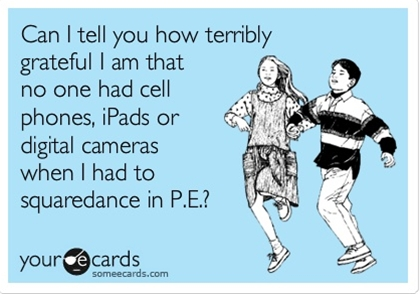 Can I tell you how terribly
grateful I am that
no one had cell
phones, iPads or
digital cameras
when I had to
squaredance in P.E.?
your e cards
someecards.com